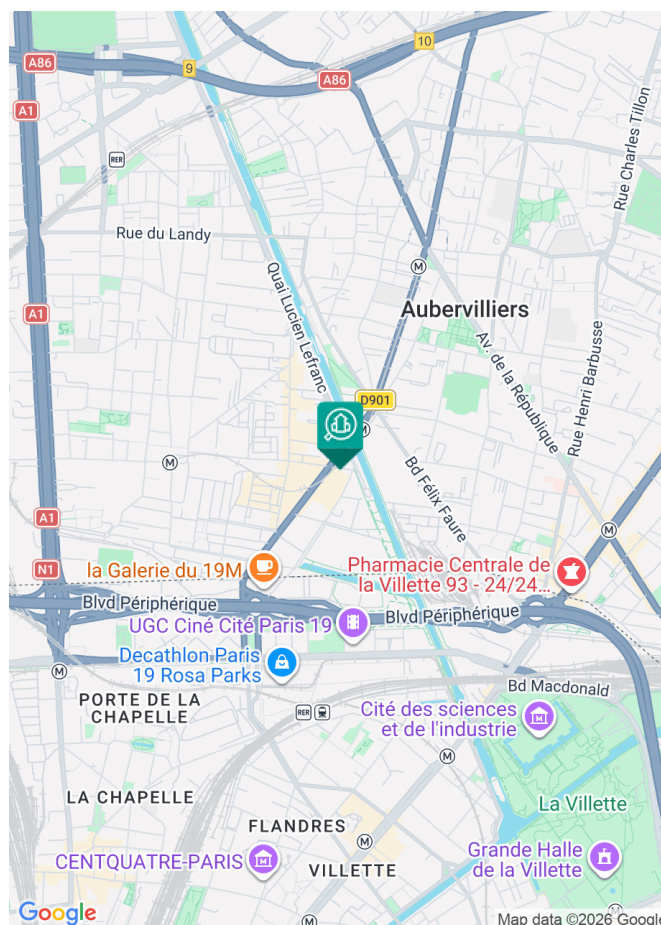 10
9
A86
A86
A1
RER
Rue Charles Tillon
Rue du Landy
M
Quai Lucien Lefranc
Aubervilliers
A1
Av. de la République
Rue Henri Barbusse
D901
M
M
Bd Félix Faure
A1
M
N1
la Galerie du 19M
Pharmacie Centrale de
la Villette 93 - 24/24...
Blvd Périphérique
Blvd Périphérique
UGC Ciné Cité Paris 19
Decathlon Paris
19 Rosa Parks
M
Bd Macdonald
PORTE DE LA
CHAPELLE
RER
Cité des sciences
et de l'industrie
M
LA CHAPELLE
La Villette
FLANDRES
M
Grande Halle
de la Villette
CENTQUATRE-PARIS
VILLETTE
Google
M
M
Map data ©2026 Google